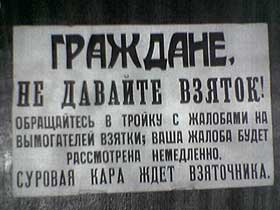 ГРАЖДАНЕ,
НЕ ДАВАЙТЕ ВЗЯТОК!
ОБРАЩАЙТЕСЬ В ТРОЙКУ С ЖАЛОБАМИ НА
ВЫМОГАТЕЛЕЙ ВЗЯТКИ; ВАША ЖАЛОБА БУДЕТ
РАССМОТРЕНА НЕМЕДЛЕННО.
СУРОВАЯ КАРА ЖДЕТ ВЗЯТОЧНИКА.